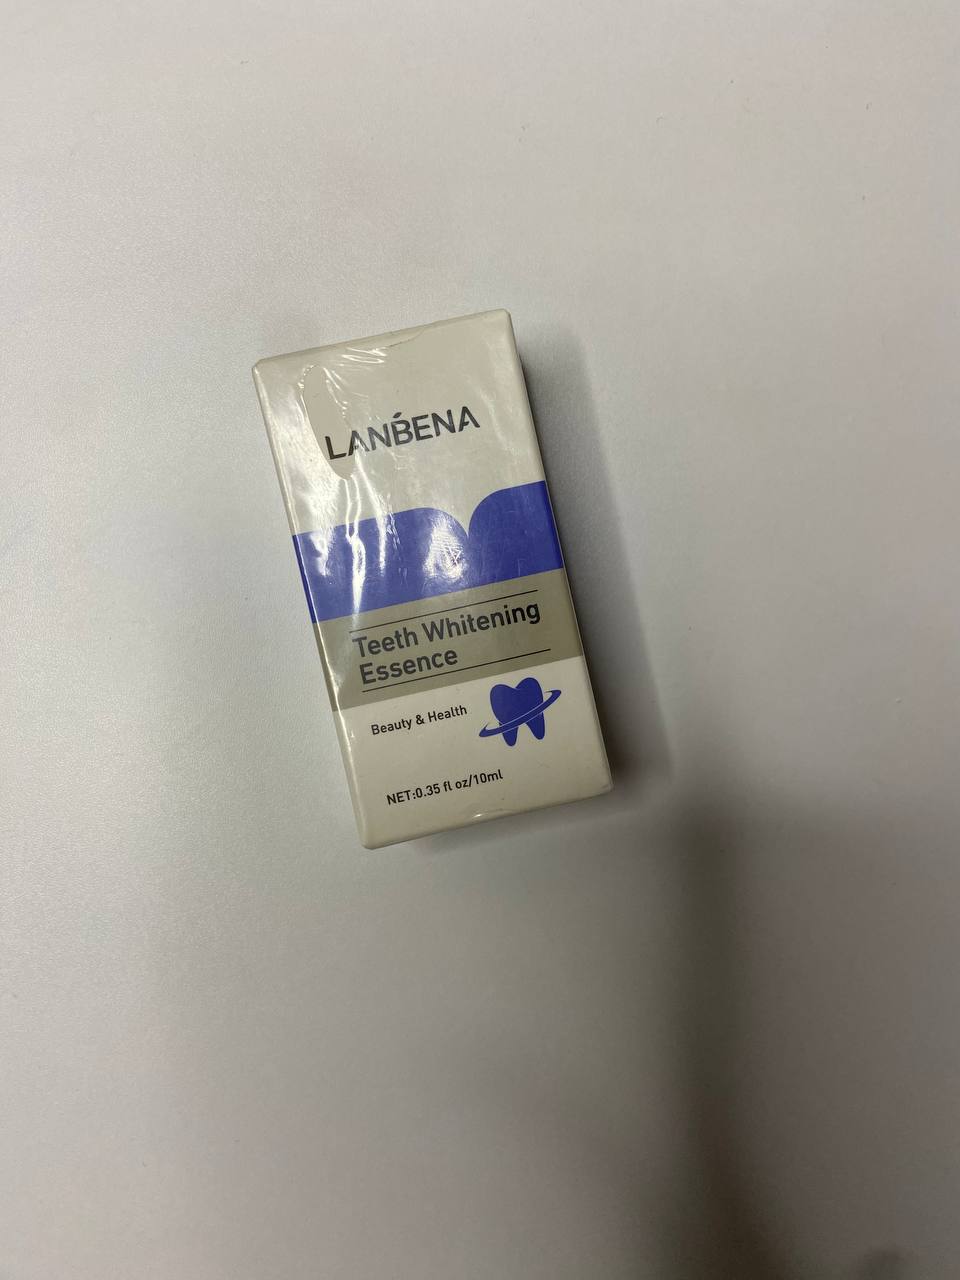 LANBENA
Teeth Whitening
Essence
Beauty & Health
NET:0.35 fl oz/10ml